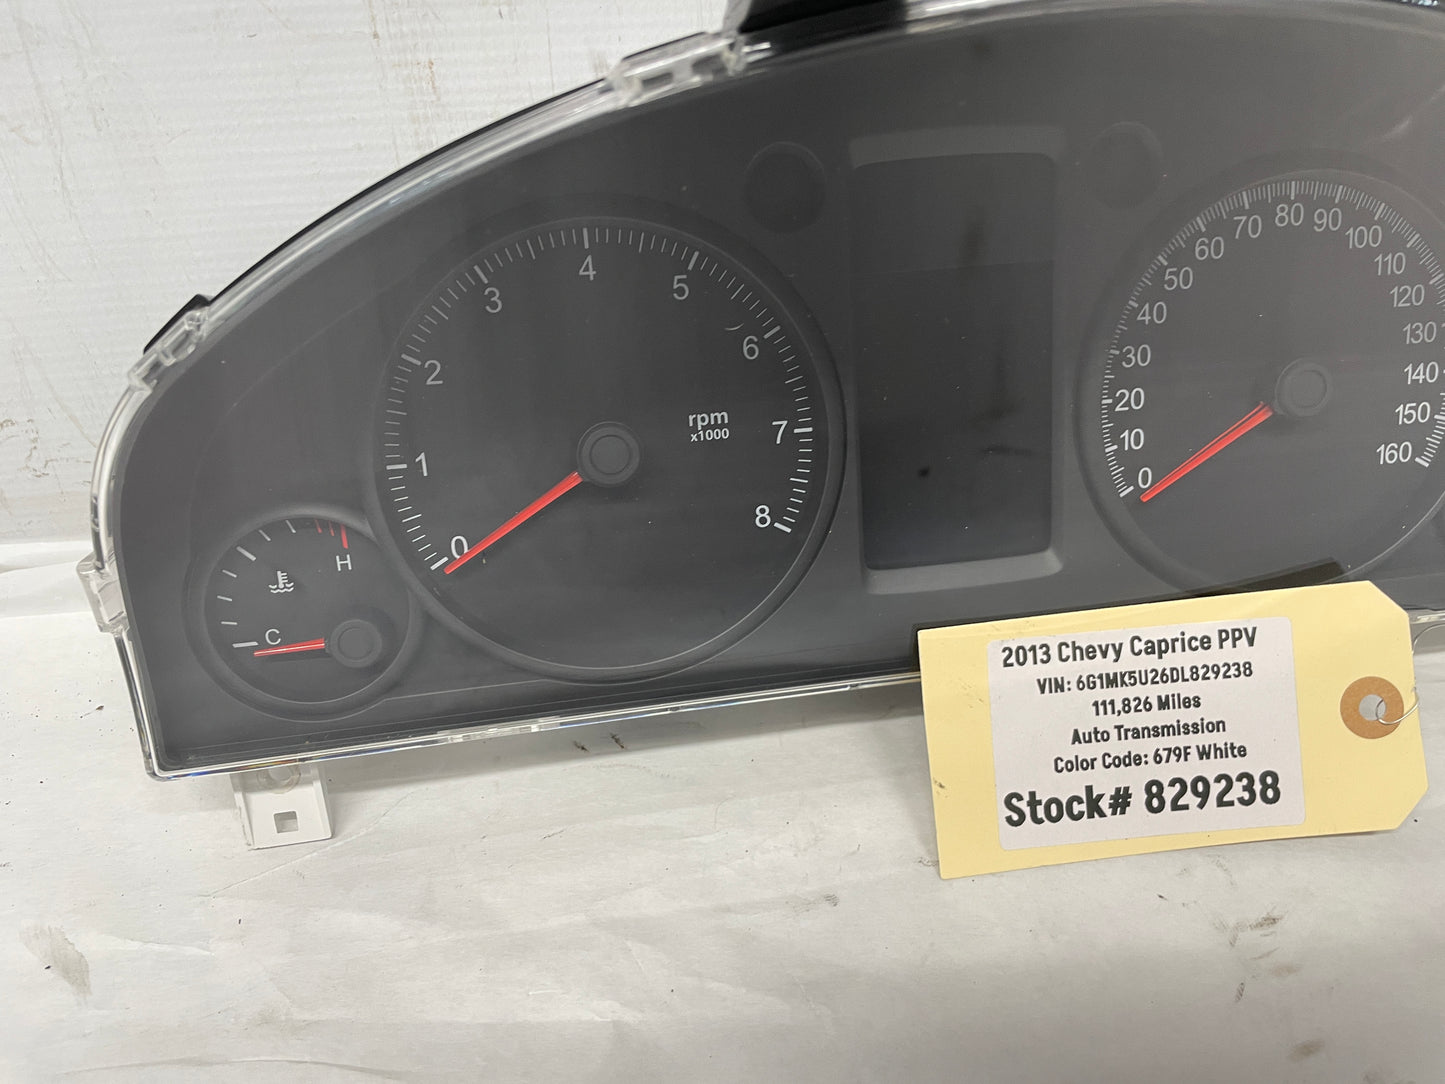 0
1
2
3
4
5
6
7
8
rpm
x1000
C
H
0
10
20
30
40
50
60
70
80
90
100
110
120
130
140
150
160
2013 Chevy Caprice PPV
VIN: 6G1MK5U26DL829238
111,826 Miles
Auto Transmission
Color Code: 679F White
Stock# 829238